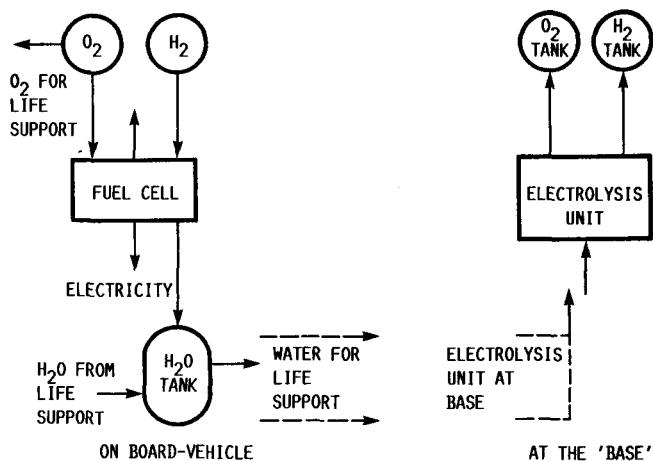 O2
H2
O2 FOR
LIFE
SUPPORT
FUEL CELL
ELECTRICITY
H2O FROM
LIFE
SUPPORT
H2O
TANK
WATER FOR
LIFE
SUPPORT
ON BOARD-VEHICLE
O2
TANK
H2
TANK
ELECTROLYSIS
UNIT
ELECTROLYSIS
UNIT AT
BASE
AT THE 'BASE'